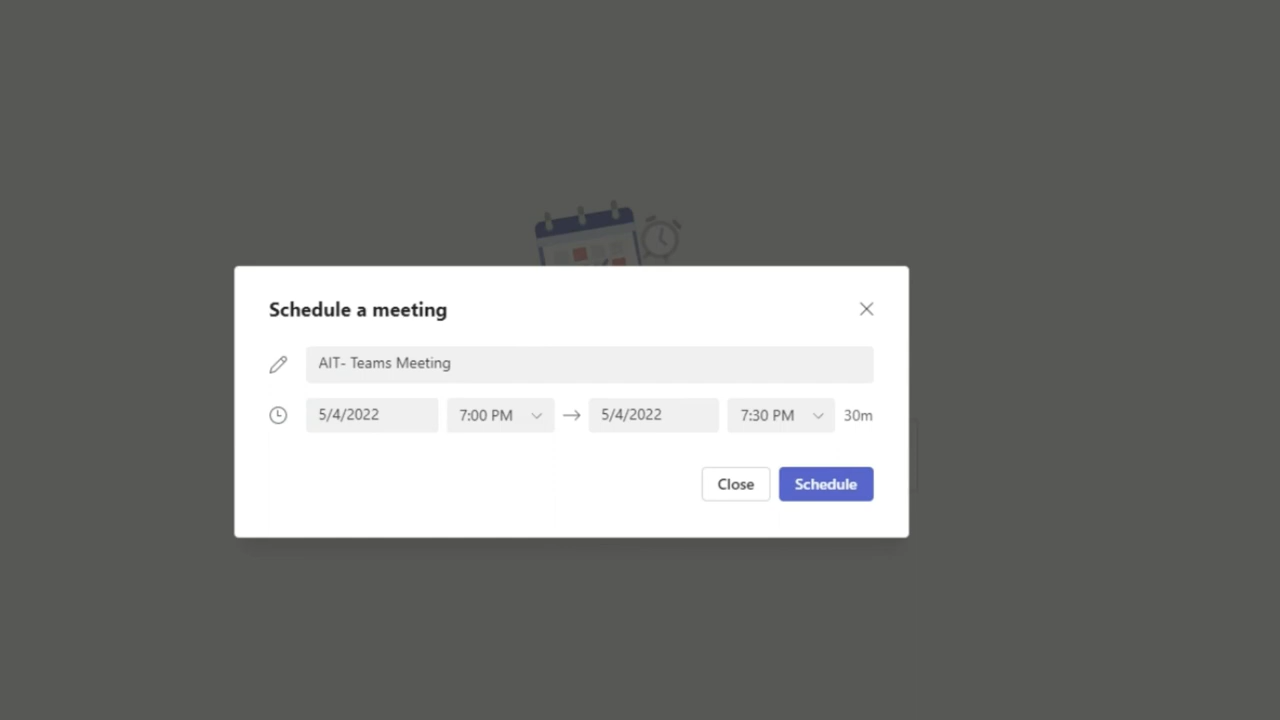 Schedule a meeting
AIT- Teams Meeting
5/4/2022 7:00 PM → 5/4/2022 7:30 PM 30m
Close Schedule